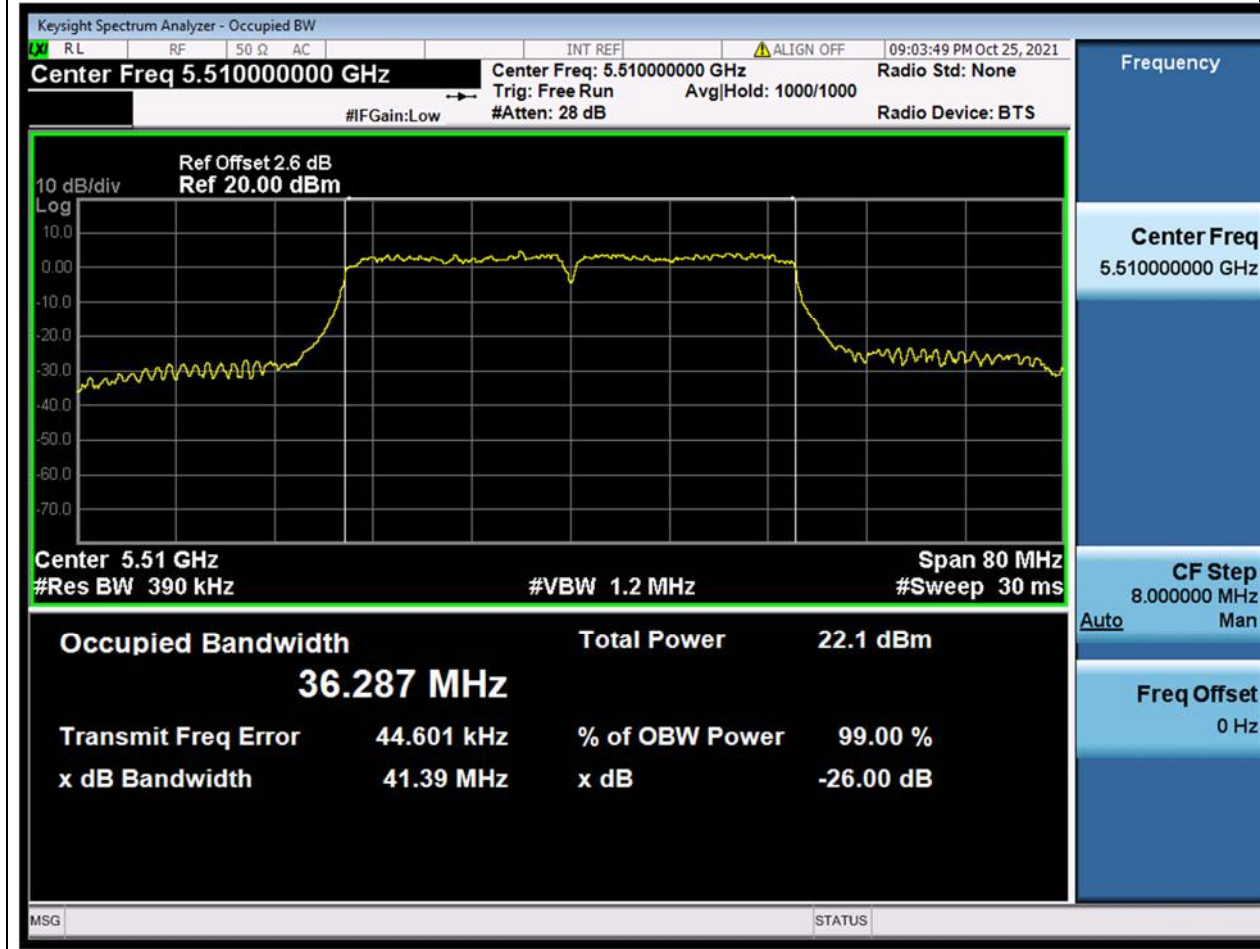 Keysight Spectrum Analyzer - Occupied BW
LXI RL RF 50 Ω AC INT REF ALIGN OFF 09:03:49 PM Oct 25, 2021
Center Freq 5.510000000 GHz
Center Freq: 5.510000000 GHz Radio Std: None
Trig: Free Run Avg|Hold: 1000/1000
#IFGain:Low #Atten: 28 dB Radio Device: BTS
Ref Offset 2.6 dB
10 dB/div Ref 20.00 dBm
Log
10.0
0.00
-10.0
-20.0
-30.0
-40.0
-50.0
-60.0
-70.0
Center 5.51 GHz Span 80 MHz
#Res BW 390 kHz #VBW 1.2 MHz #Sweep 30 ms
Occupied Bandwidth Total Power 22.1 dBm
36.287 MHz
Transmit Freq Error 44.601 kHz % of OBW Power 99.00 %
x dB Bandwidth 41.39 MHz x dB -26.00 dB
MSG STATUS
Frequency
Center Freq
5.510000000 GHz
CF Step
8.000000 MHz
Auto Man
Freq Offset
0 Hz